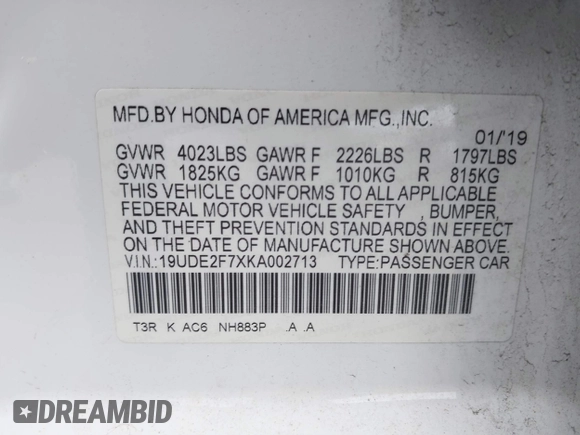 MFD.BY HONDA OF AMERICA MFG.,INC.
01/'19
GVWR 4023LBS GAWR F 2226LBS R 1797LBS
GVWR 1825KG GAWR F 1010KG R 815KG
THIS VEHICLE CONFORMS TO ALL APPLICABLE
FEDERAL MOTOR VEHICLE SAFETY , BUMPER,
AND THEFT PREVENTION STANDARDS IN EFFECT
ON THE DATE OF MANUFACTURE SHOWN ABOVE.
V.I.N.:19UDE2F7XKA002713 TYPE:PASSENGER CAR
T3R K AC6 NH883P .A .A
DREAMBID